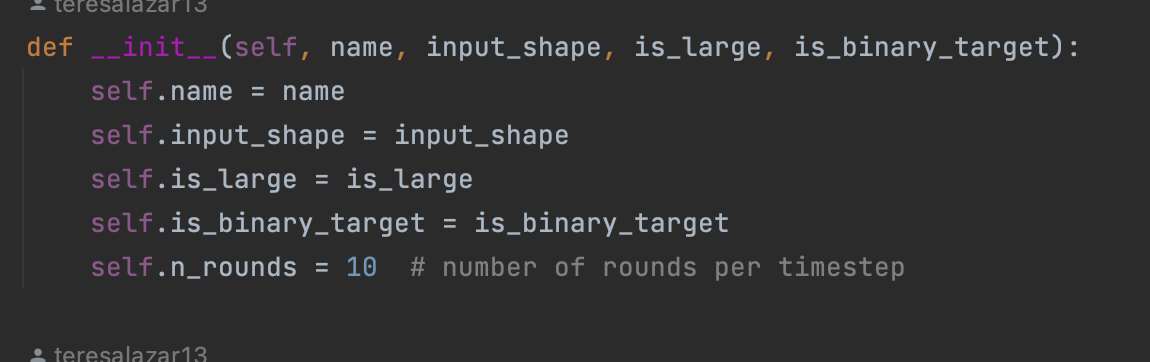 teresalazar13
def __init__(self, name, input_shape, is_large, is_binary_target):
    self.name = name
    self.input_shape = input_shape
    self.is_large = is_large
    self.is_binary_target = is_binary_target
    self.n_rounds = 10  # number of rounds per timestep
teresalazar13